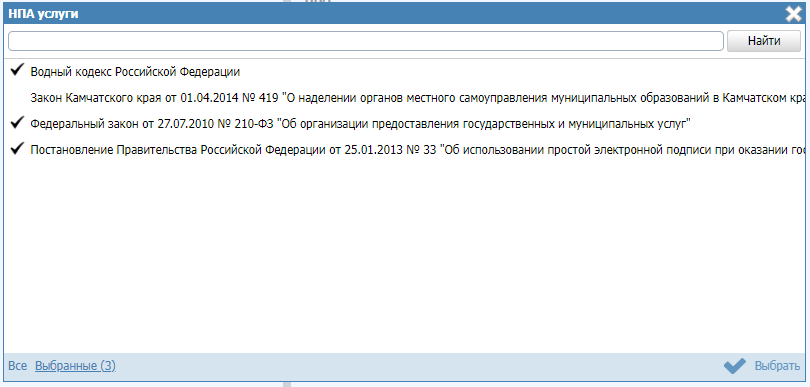 НПА услуги
Найти
Водный кодекс Российской Федерации
Закон Камчатского края от 01.04.2014 № 419 "О наделении органов местного самоуправления муниципальных образований в Камчатском кра
Федеральный закон от 27.07.2010 № 210-ФЗ "Об организации предоставления государственных и муниципальных услуг"
Постановление Правительства Российской Федерации от 25.01.2013 № 33 "Об использовании простой электронной подписи при оказании гос
Все Выбранные (3) Выбрать